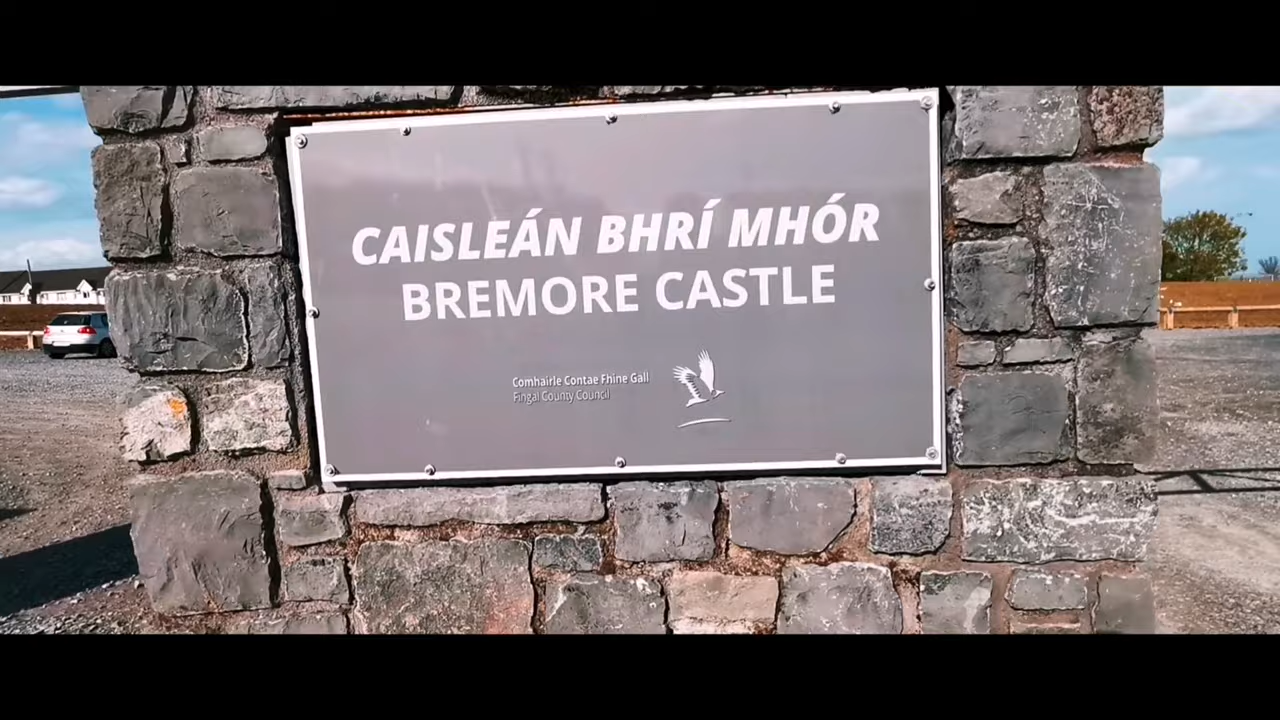 CAISLEÁN BHRÍ MHÓR
BREMORE CASTLE
Comhairle Contae Fhine Gall
Fingal County Council